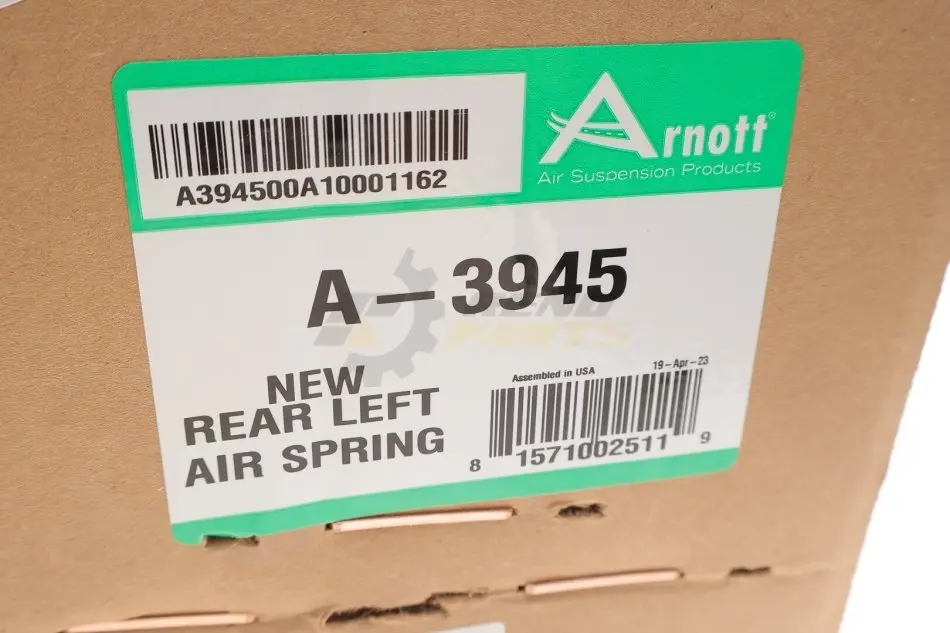 A394500A10001162
Arnott®
Air Suspension Products
A-3945
NEW
REAR LEFT
AIR SPRING
Assembled in USA
19-Apr-23
8 1571002511 9
PARTS